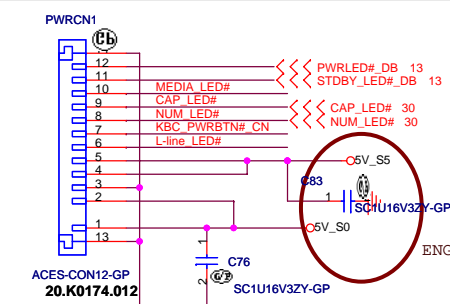 PWRCN1
12
11
10
9
8
7
6
5
4
3
2
1
13
MEDIA_LED#
CAP_LED#
NUM_LED#
KBC_PWRBTN#_CN
L-line_LED#
PWRLED#_DB 13
STDBY_LED#_DB 13
CAP_LED# 30
NUM_LED# 30
5V_S5
C83
1
SC1U16V3ZY-GP
5V_S0
ENG
1
C76
2
SC1U16V3ZY-GP
ACES-CON12-GP
20.K0174.012